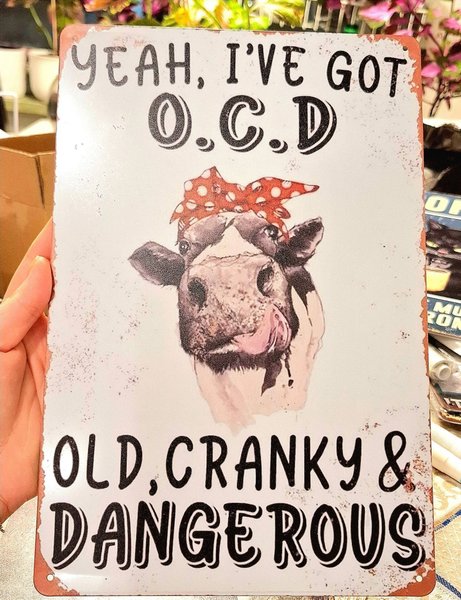 YEAH, I'VE GOT
O.C.D
OLD, CRANKY &
DANGEROUS